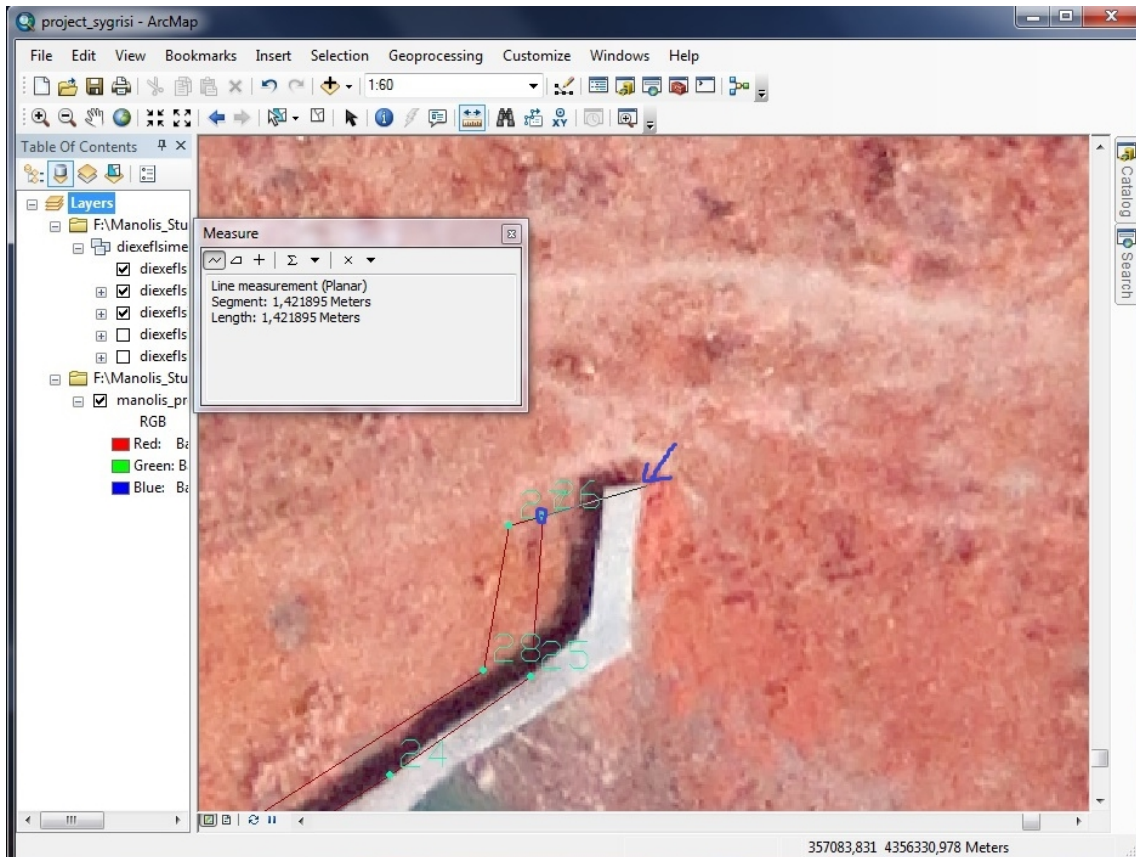 project_sygrisi - ArcMap
File Edit View Bookmarks Insert Selection Geoprocessing Customize Windows Help
1:60
XY
Table Of Contents
Layers
F:\Manolis_Stu
diexeflsime
diexefls
diexefls
diexefls
diexefls
diexefls
F:\Manolis_Stu
manolis_pr
RGB
Red: Ba
Green: B
Blue: Ba
Measure
Line measurement (Planar)
Segment: 1,421895 Meters
Length: 1,421895 Meters
Catalog
Search
27 26
28 25
24
357083,831 4356330,978 Meters